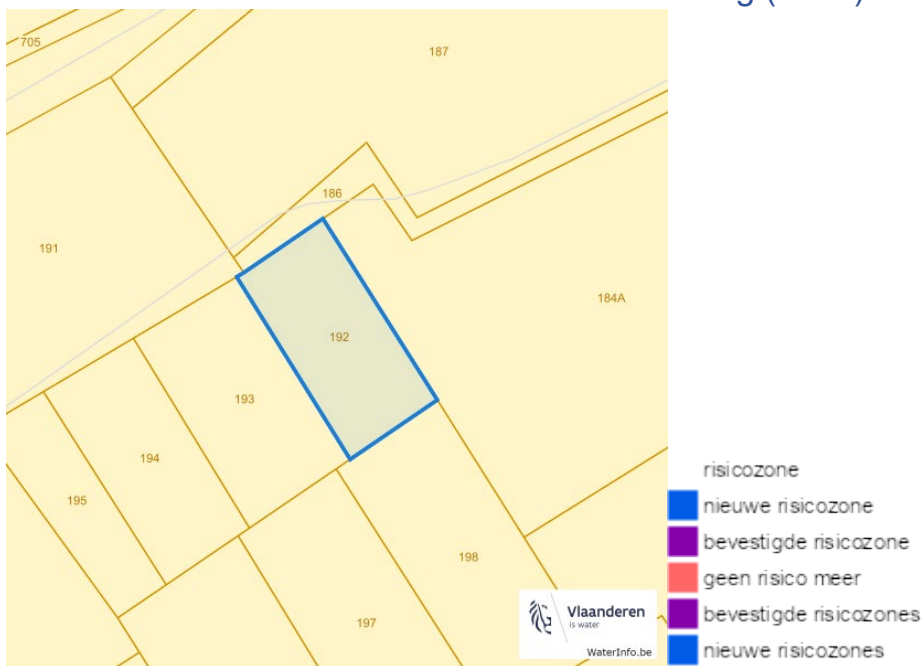 705
187
186
191
184A
192
193
194
195
198
197
Vlaanderen
is water
WaterInfo.be
risicozone
nieuwe risicozone
bevestigde risicozone
geen risico meer
bevestigde risicozones
nieuwe risicozones